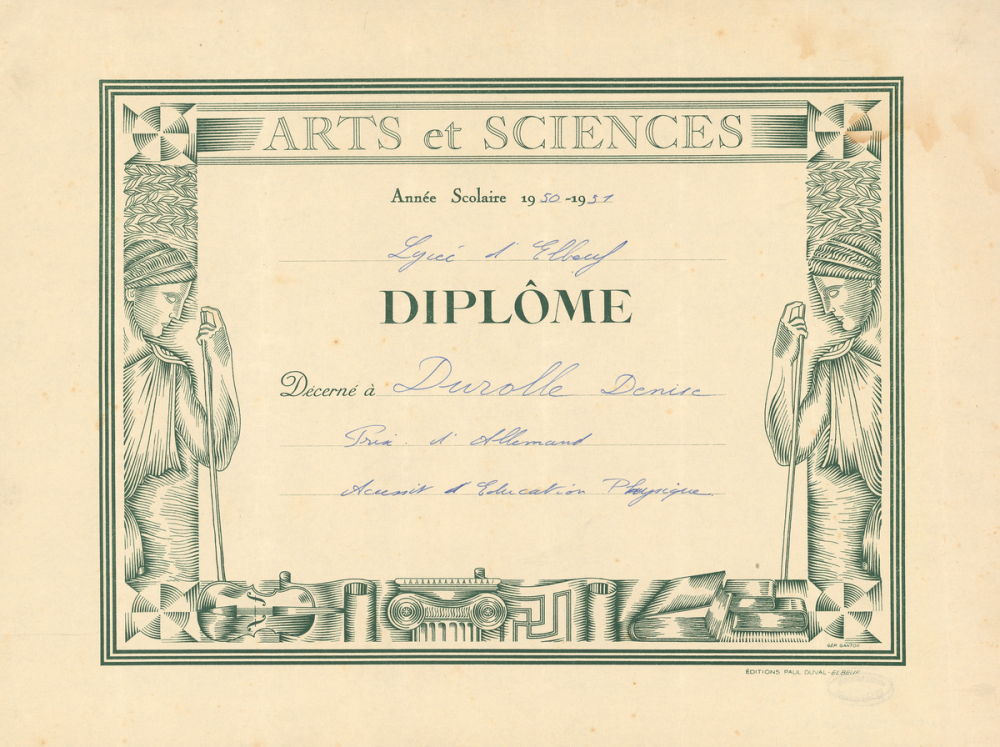 ARTS et SCIENCES
Année Scolaire 1950-1951
Lycée d'Elbeuf
DIPLÔME
Décerné à Durolle Denise
Prix d'Allemand
Accessit d'Education Physique
ÉDITIONS PAUL DUVAL-ELBEUF